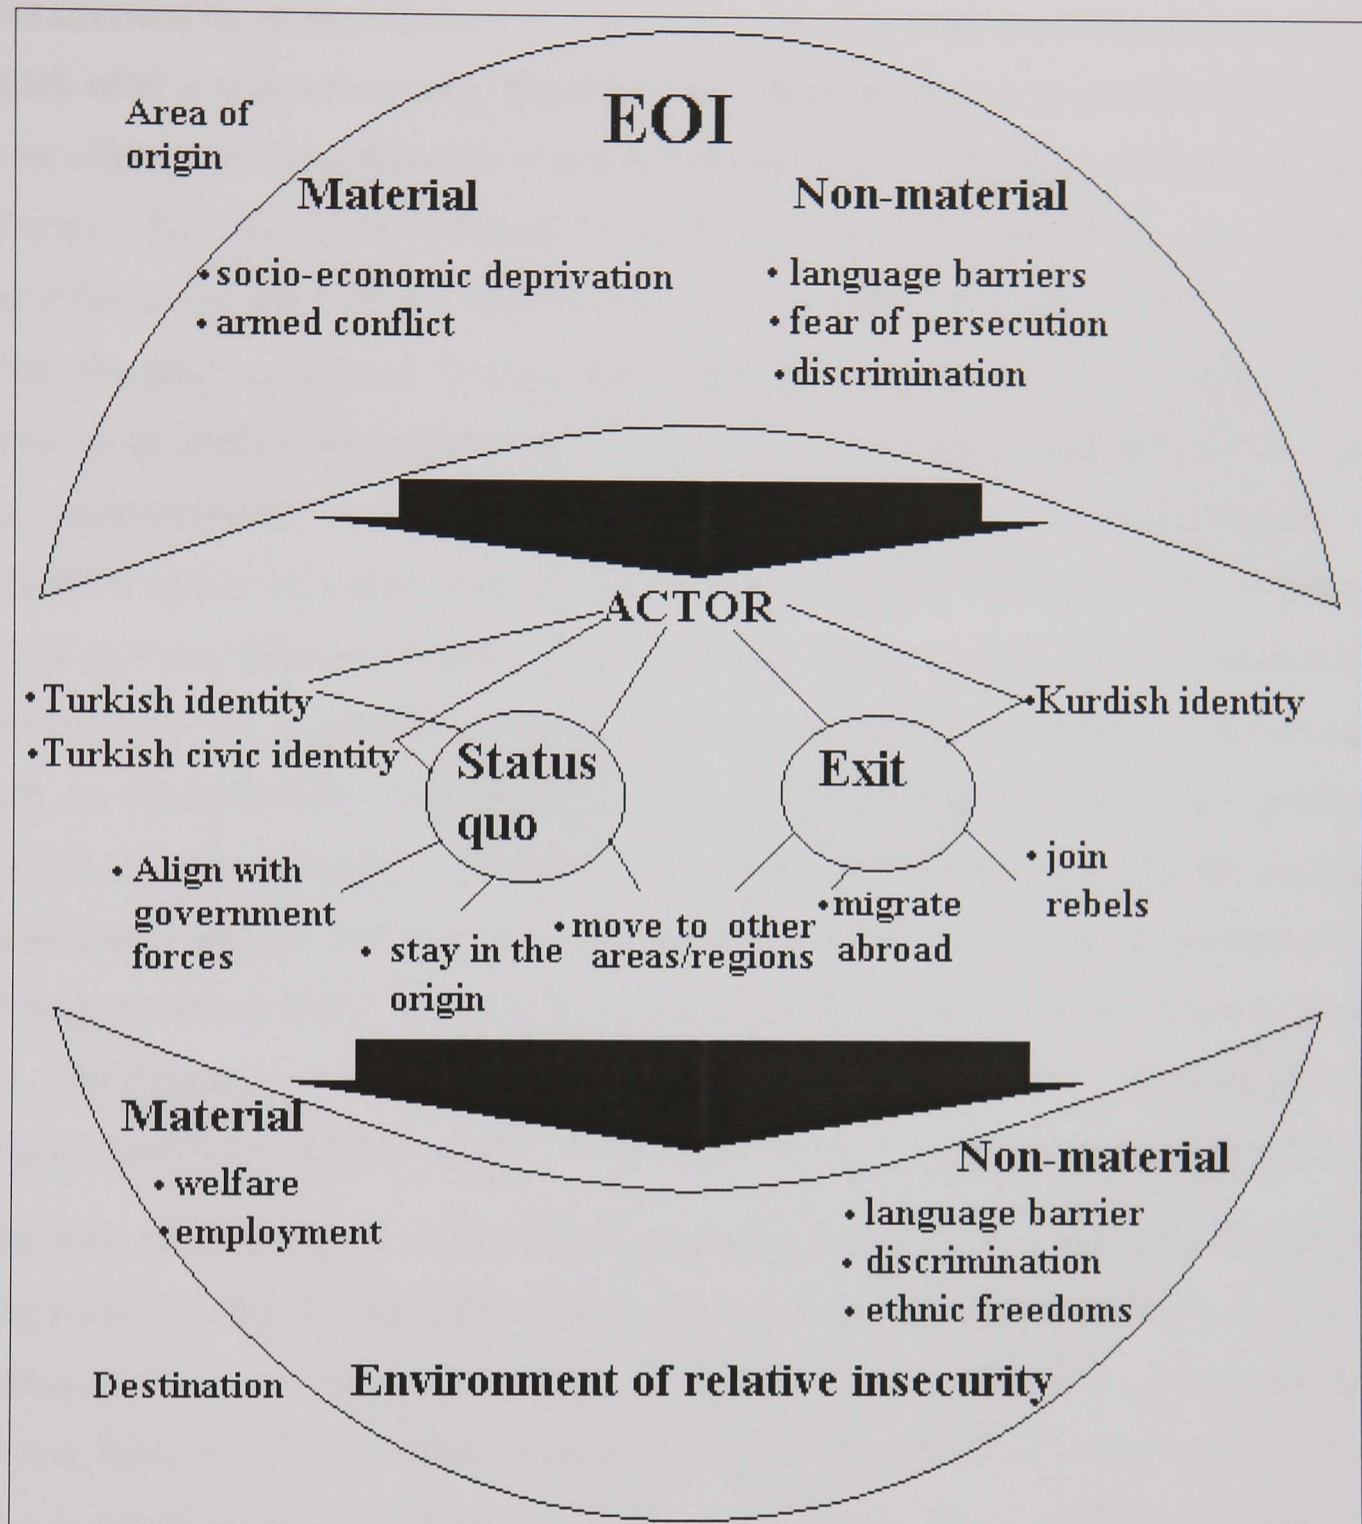 Area of
origin
EOI
Material
• socio-economic deprivation
• armed conflict
Non-material
• language barriers
• fear of persecution
• discrimination
ACTOR
• Turkish identity
• Turkish civic identity
• Kurdish identity
Status
quo
Exit
• Align with
government
forces
• stay in the
origin
• move to other
areas/regions
• migrate
abroad
• join
rebels
Material
• welfare
• employment
Non-material
• language barrier
• discrimination
• ethnic freedoms
Destination
Environment of relative insecurity